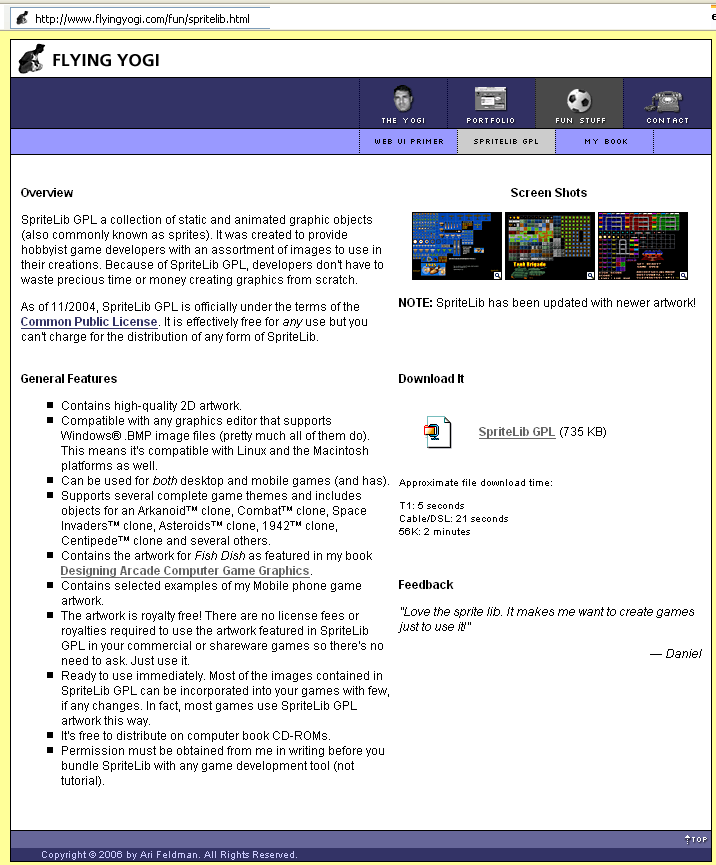 http://www.flyingyogi.com/fun/spritelib.html
FLYING YOGI
THE YOGI
PORTFOLIO
FUN STUFF
CONTACT
WEB UI PRIMER
SPRITELIB GPL
MY BOOK
Overview
SpriteLib GPL a collection of static and animated graphic objects
(also commonly known as sprites). It was created to provide
hobbyist game developers with an assortment of images to use in
their creations. Because of SpriteLib GPL, developers don't have to
waste precious time or money creating graphics from scratch.
As of 11/2004, SpriteLib GPL is officially under the terms of the
Common Public License. It is effectively free for any use but you
can't charge for the distribution of any form of SpriteLib.
Screen Shots
Tank Brigade
NOTE: SpriteLib has been updated with newer artwork!
General Features
■ Contains high-quality 2D artwork.
■ Compatible with any graphics editor that supports
Windows® .BMP image files (pretty much all of them do).
This means it's compatible with Linux and the Macintosh
platforms as well.
■ Can be used for both desktop and mobile games (and has).
■ Supports several complete game themes and includes
objects for an Arkanoid™ clone, Combat™ clone, Space
Invaders™ clone, Asteroids™ clone, 1942™ clone,
Centipede™ clone and several others.
■ Contains the artwork for Fish Dish as featured in my book
Designing Arcade Computer Game Graphics.
■ Contains selected examples of my Mobile phone game
artwork.
■ The artwork is royalty free! There are no license fees or
royalties required to use the artwork featured in SpriteLib
GPL in your commercial or shareware games so there's no
need to ask. Just use it.
■ Ready to use immediately. Most of the images contained in
SpriteLib GPL can be incorporated into your games with few,
if any changes. In fact, most games use SpriteLib GPL
artwork this way.
■ It's free to distribute on computer book CD-ROMs.
■ Permission must be obtained from me in writing before you
bundle SpriteLib with any game development tool (not
tutorial).
Download It
SpriteLib GPL (735 KB)
Approximate file download time:
T1: 5 seconds
Cable/DSL: 21 seconds
56K: 2 minutes
Feedback
"Love the sprite lib. It makes me want to create games
just to use it!"
— Daniel
TOP
Copyright © 2006 by Ari Feldman. All Rights Reserved.